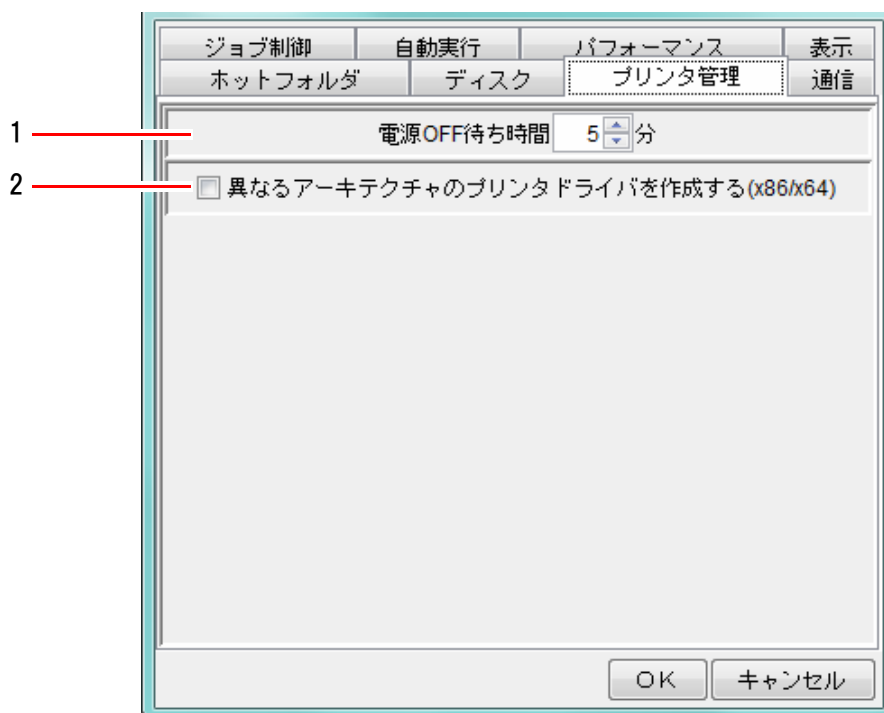 ジョブ制御 自動実行 パフォーマンス 表示
ホットフォルダ ディスク プリンタ管理 通信
1 電源OFF待ち時間 5 分
2 異なるアーキテクチャのプリンタドライバを作成する(x86/x64)
OK キャンセル